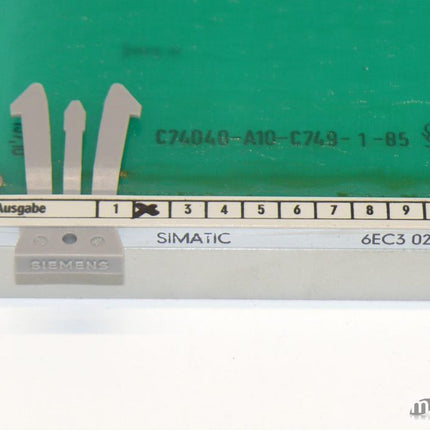 C74040-A10-C749-1-85
Ausgabe 1 3 4 5 6 7 8 9
SIMATIC 6EC3 02
SIEMENS